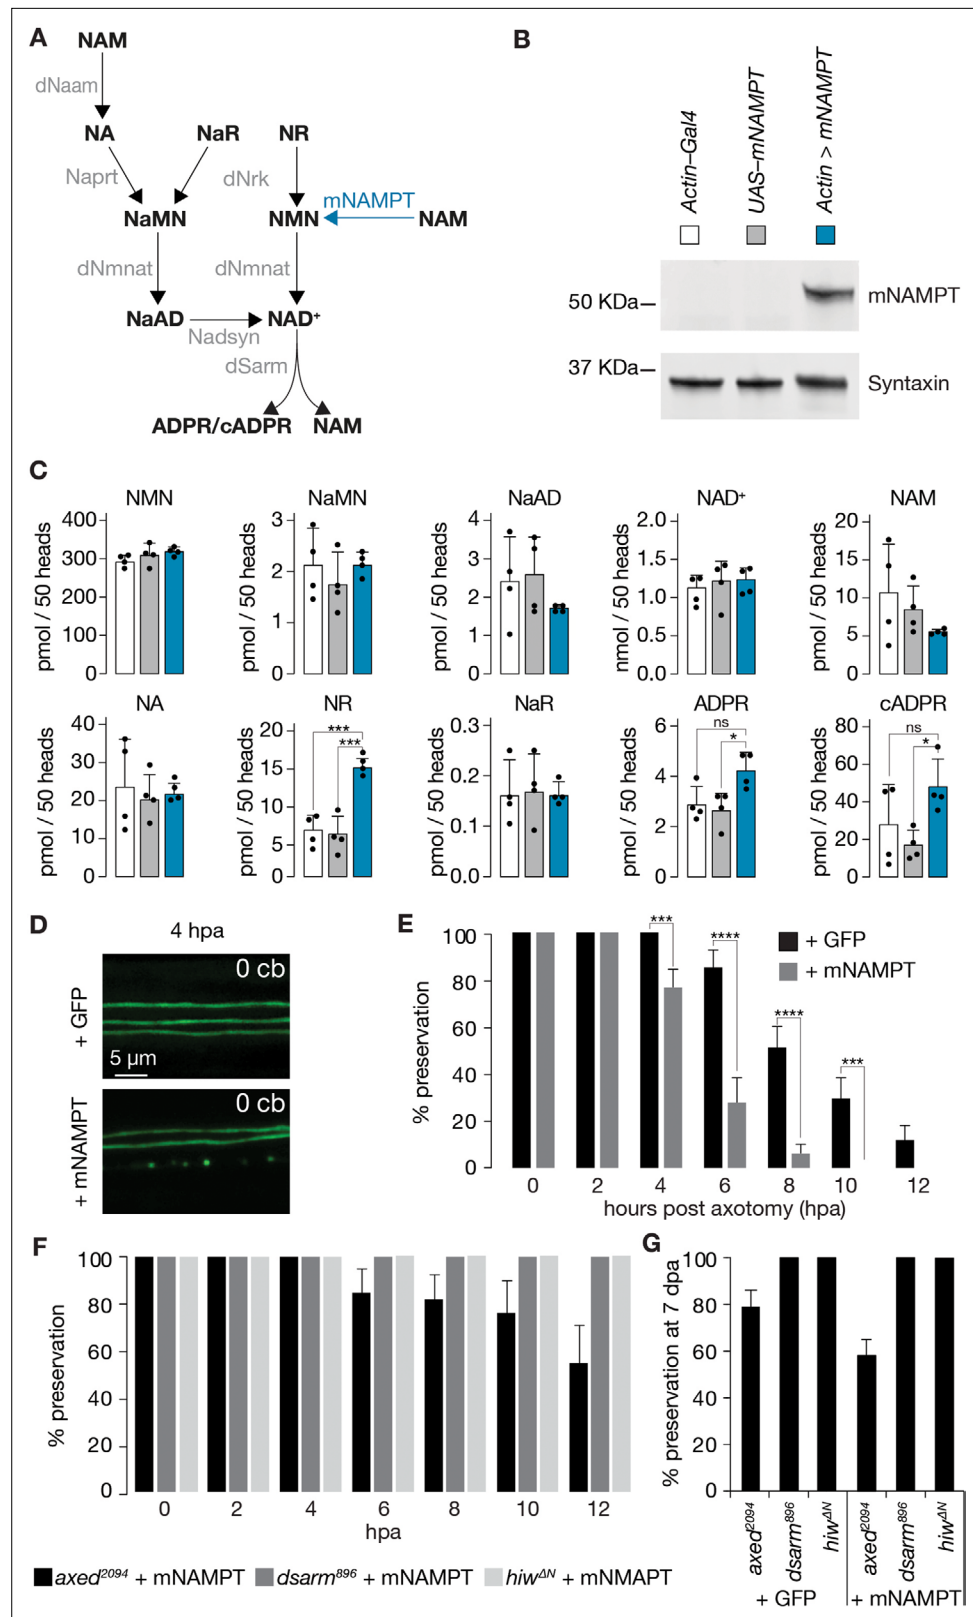 A
NAM
dNaam
NA NaR NR
Naprt dNrk
mNAMPT
NaMN NMN NAM
dNmnat dNmnat
NaAD NAD+
Nadsyn
dSarm
ADPR/cADPR NAM
B
Actin–Gal4
UAS–mNAMPT
Actin > mNAMPT
50 KDa mNAMPT
37 KDa Syntaxin
C
NMN
pmol / 50 heads
400
300
200
100
0
NaMN
pmol / 50 heads
3
2
1
0
NaAD
pmol / 50 heads
4
3
2
1
0
NAD+
nmol / 50 heads
2.0
1.5
1.0
0.5
0.0
NAM
pmol / 50 heads
20
15
10
5
0
NA
pmol / 50 heads
40
30
20
10
0
NR
pmol / 50 heads
20
15
10
5
0
***
***
NaR
pmol / 50 heads
0.3
0.2
0.1
0.0
ADPR
pmol / 50 heads
6
4
2
0
ns
*
cADPR
pmol / 50 heads
80
60
40
20
0
ns
*
D
4 hpa
+ GFP
0 cb
5 µm
+ mNAMPT
0 cb
E
% preservation
100
80
60
40
20
0
*** **** **** ***
+ GFP
+ mNAMPT
0 2 4 6 8 10 12
hours post axotomy (hpa)
F
% preservation
100
80
60
40
20
0
0 2 4 6 8 10 12
hpa
axed2094 + mNAMPT dsarm896 + mNAMPT hiwΔN + mNMAPT
G
% preservation at 7 dpa
100
80
60
40
20
0
axed2094
dsarm896
hiwΔN
axed2094
dsarm896
hiwΔN
+ GFP + mNAMPT